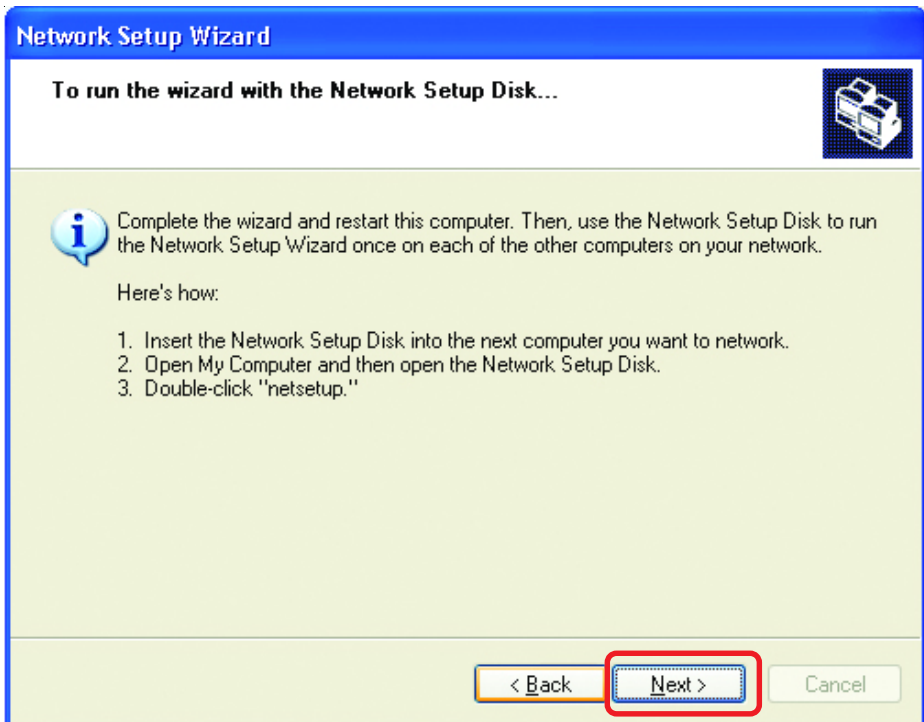 Network Setup Wizard
To run the wizard with the Network Setup Disk...
Complete the wizard and restart this computer. Then, use the Network Setup Disk to run
the Network Setup Wizard once on each of the other computers on your network.
Here's how:
1. Insert the Network Setup Disk into the next computer you want to network.
2. Open My Computer and then open the Network Setup Disk.
3. Double-click "netsetup."
< Back Next > Cancel